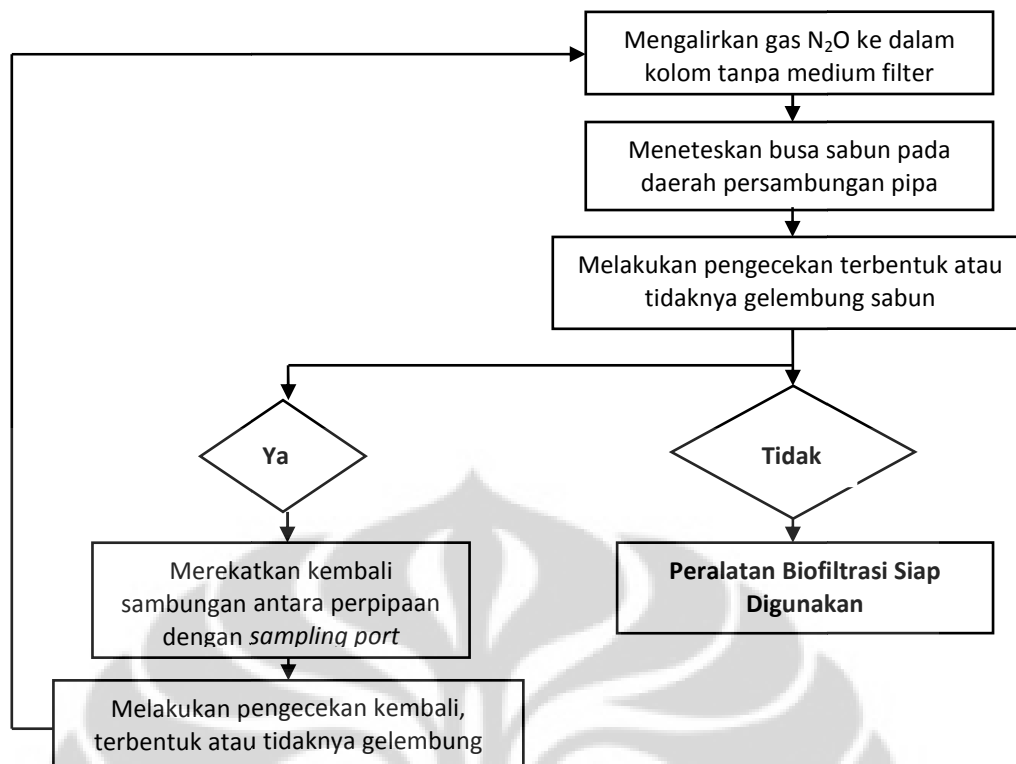 Mengalirkan gas N₂O ke dalam
kolom tanpa medium filter
Meneteskan busa sabun pada
daerah persambungan pipa
Melakukan pengecekan terbentuk atau
tidaknya gelembung sabun
Ya
Tidak
Merekatkan kembali
sambungan antara perpipaan
dengan sampling port
Peralatan Biofiltrasi Siap
Digunakan
Melakukan pengecekan kembali,
terbentuk atau tidaknya gelembung